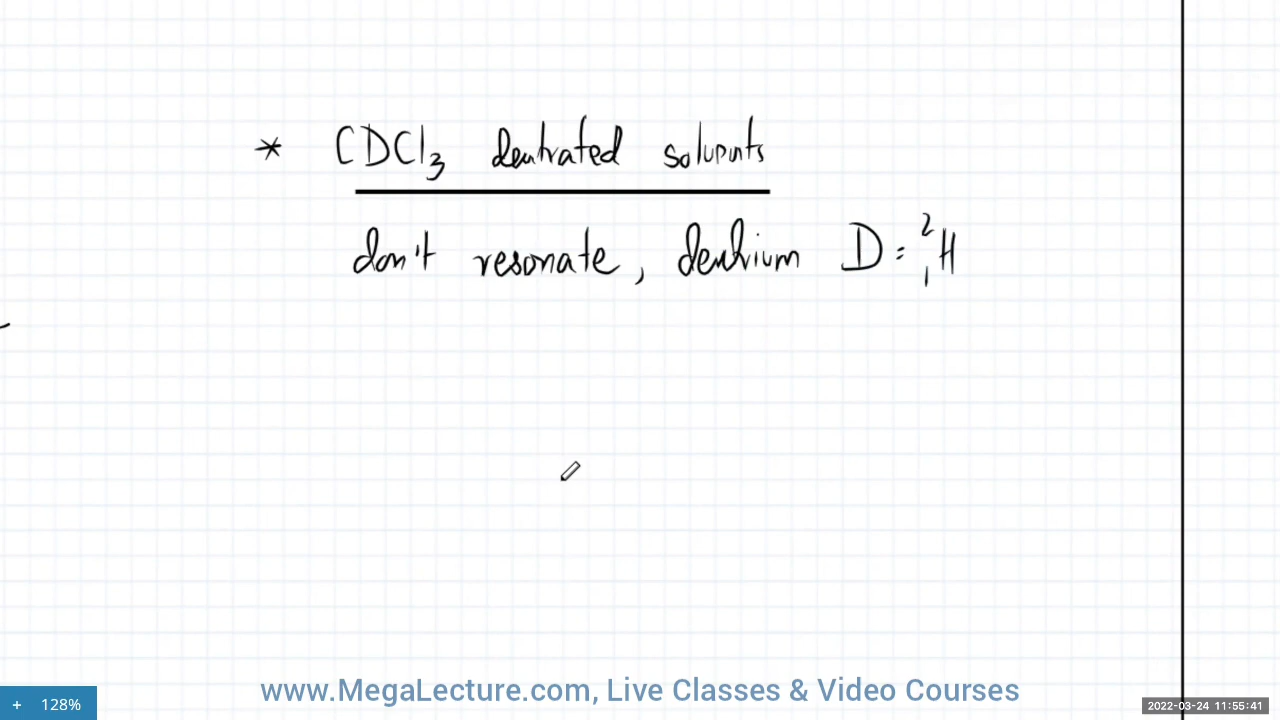 * CDCl₃ deutrated solvents
don't resonate, deutrium D = ²₁H
www.MegaLecture.com, Live Classes & Video Courses
+ 128%
2022-03-24 11:55:41